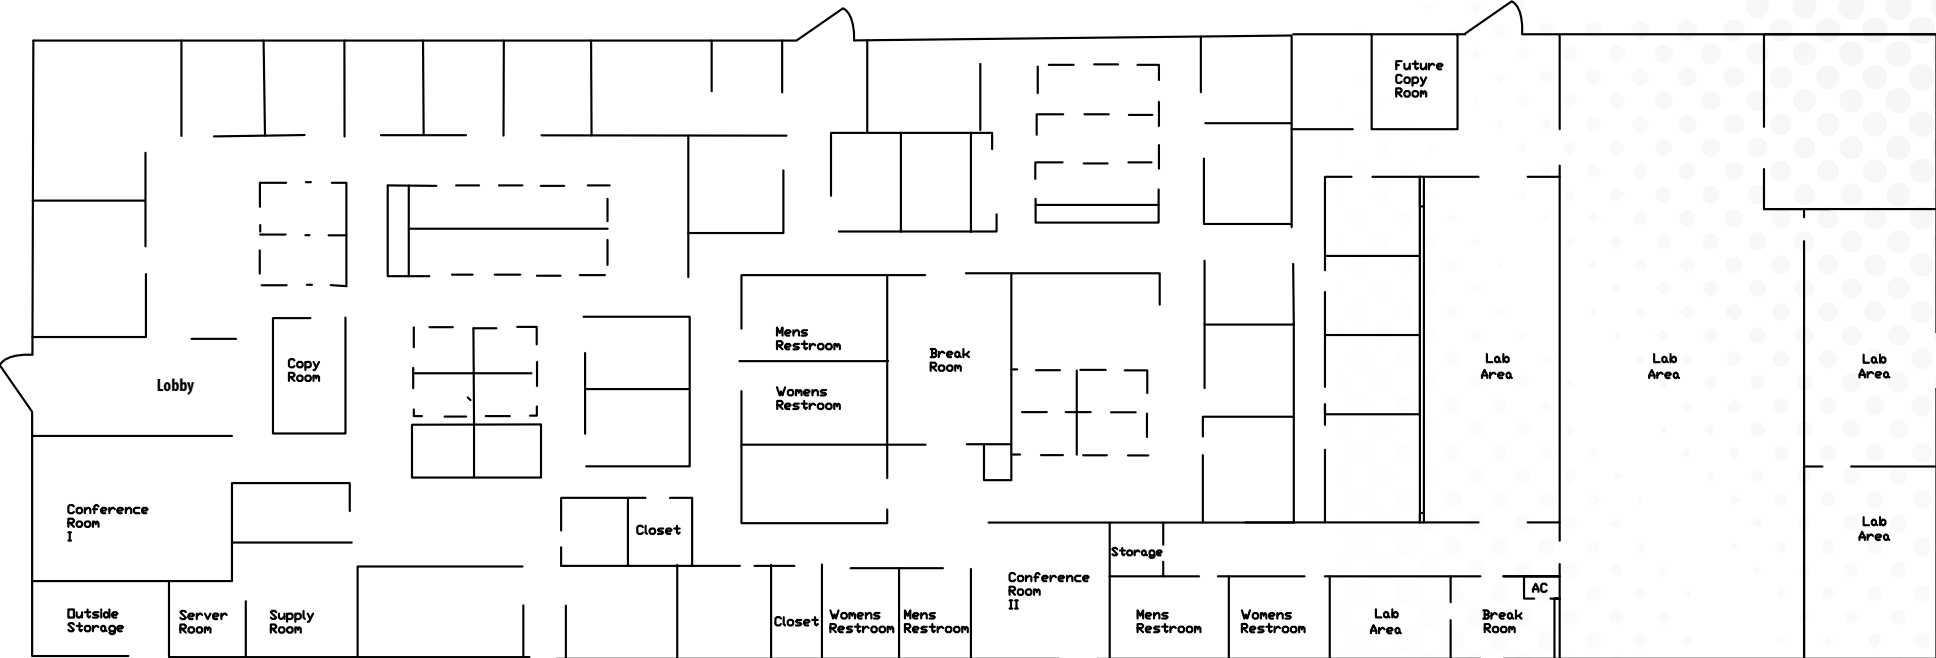 Future
Copy
Room
Mens
Restroom
Womens
Restroom
Break
Room
Copy
Room
Lobby
Lab
Area
Lab
Area
Lab
Area
Conference
Room
I
Closet
Lab
Area
Storage
Conference
Room
II
Outside
Storage
Server
Room
Supply
Room
Closet
Womens
Restroom
Mens
Restroom
Mens
Restroom
Womens
Restroom
Lab
Area
Break
Room
AC